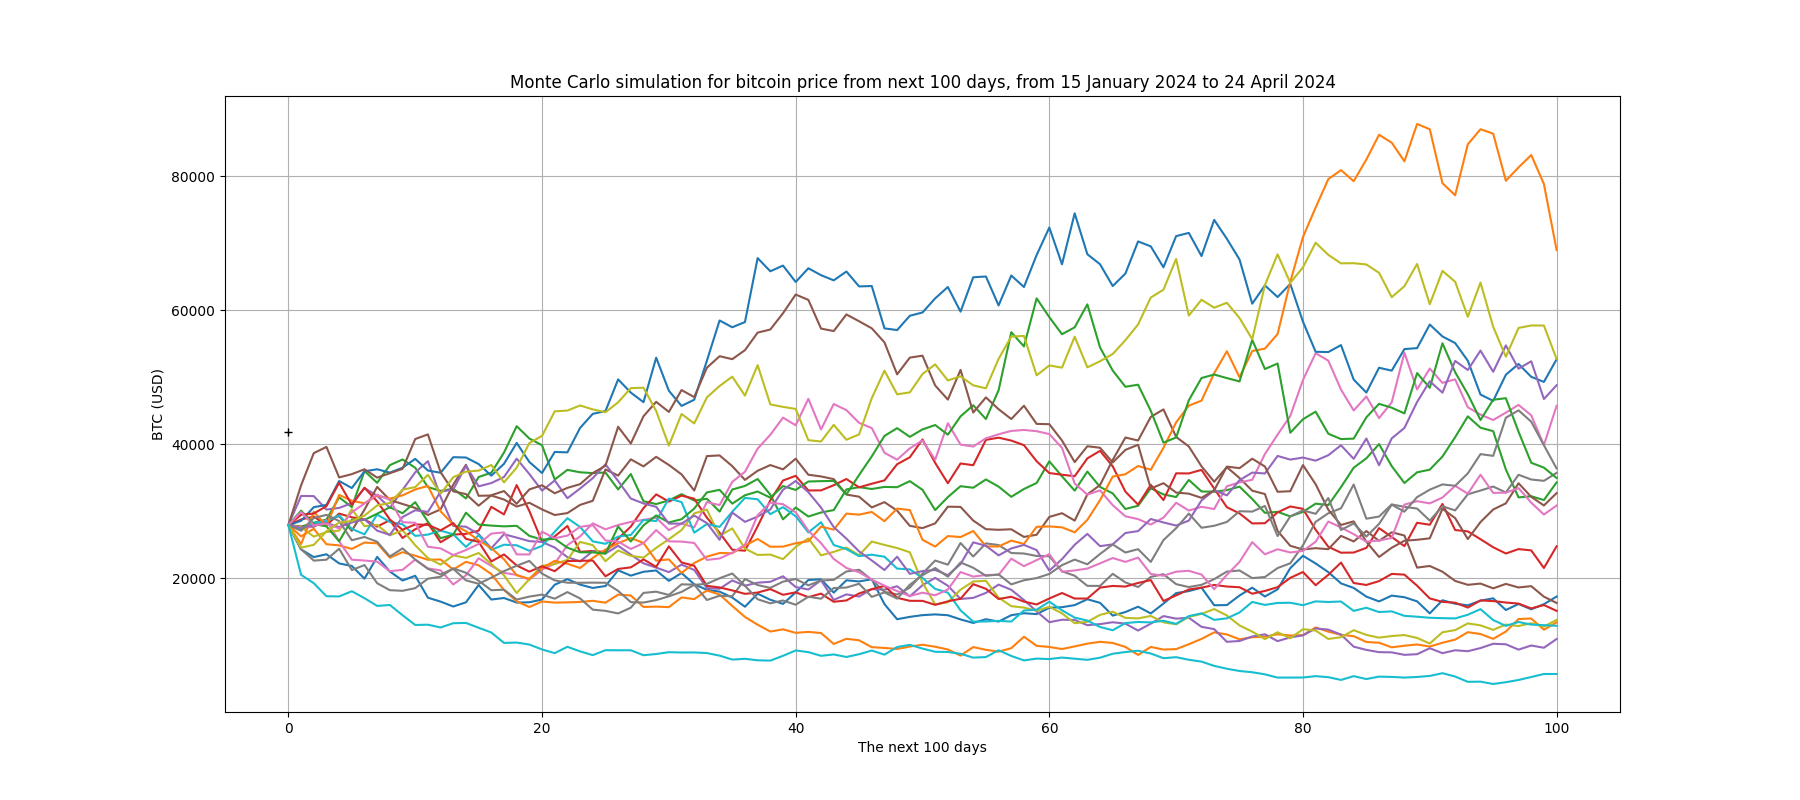 Monte Carlo simulation for bitcoin price from next 100 days, from 15 January 2024 to 24 April 2024
80000
60000
40000
20000
BTC (USD)
0 20 40 60 80 100
The next 100 days